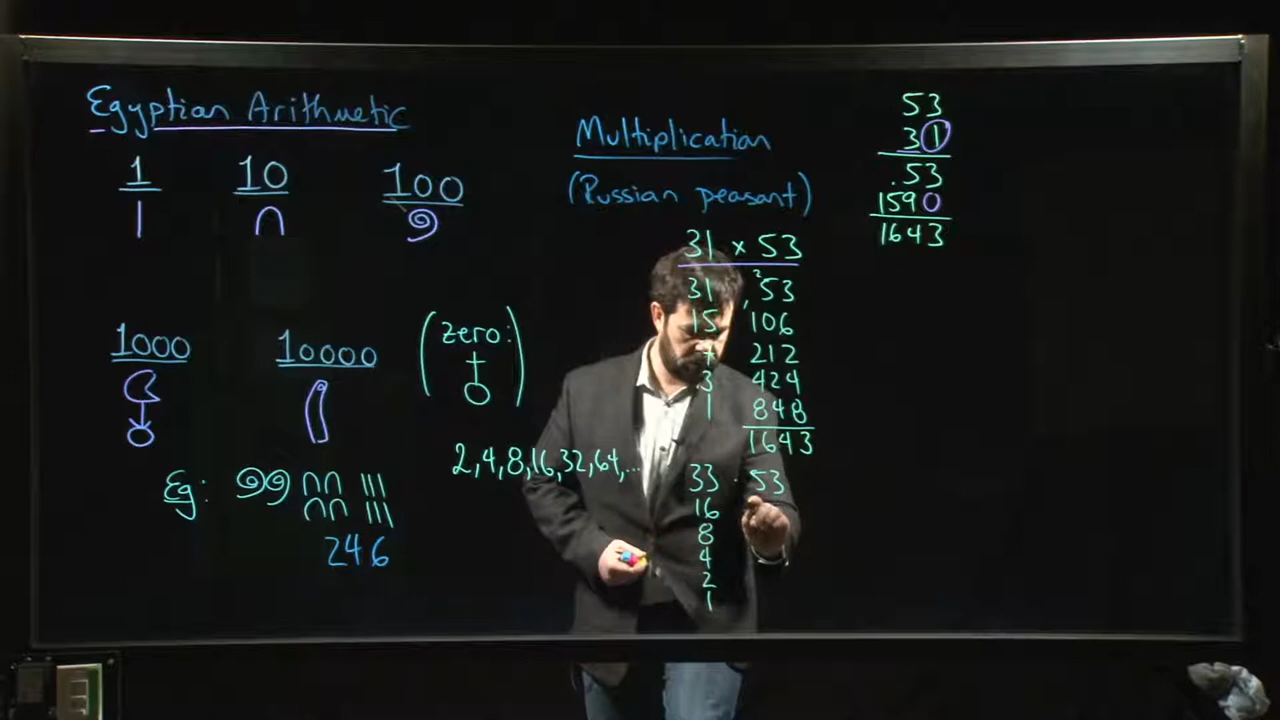 Egyptian Arithmetic
1 10 100
1000 10000
(zero:)
Eg:
246
2,4,8,16,32,64,...
Multiplication
(Russian peasant)
31 × 53
31 53
15 106
7 212
3 424
1 848
1643
33 · 53
16
8
4
2
1
53
31
53
1590
1643